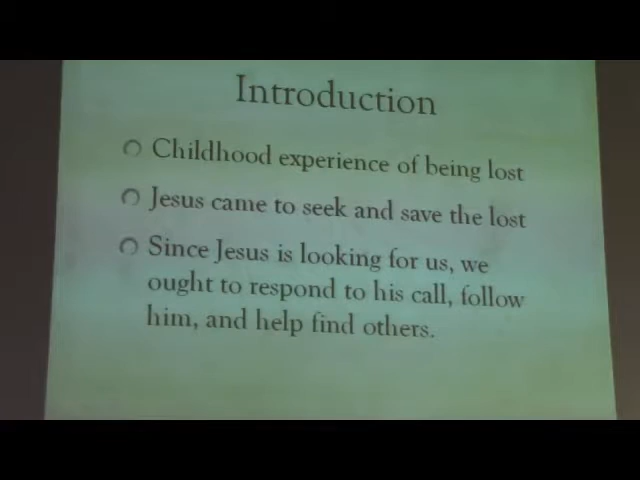 Introduction
Childhood experience of being lost
Jesus came to seek and save the lost
Since Jesus is looking for us, we
ought to respond to his call, follow
him, and help find others.